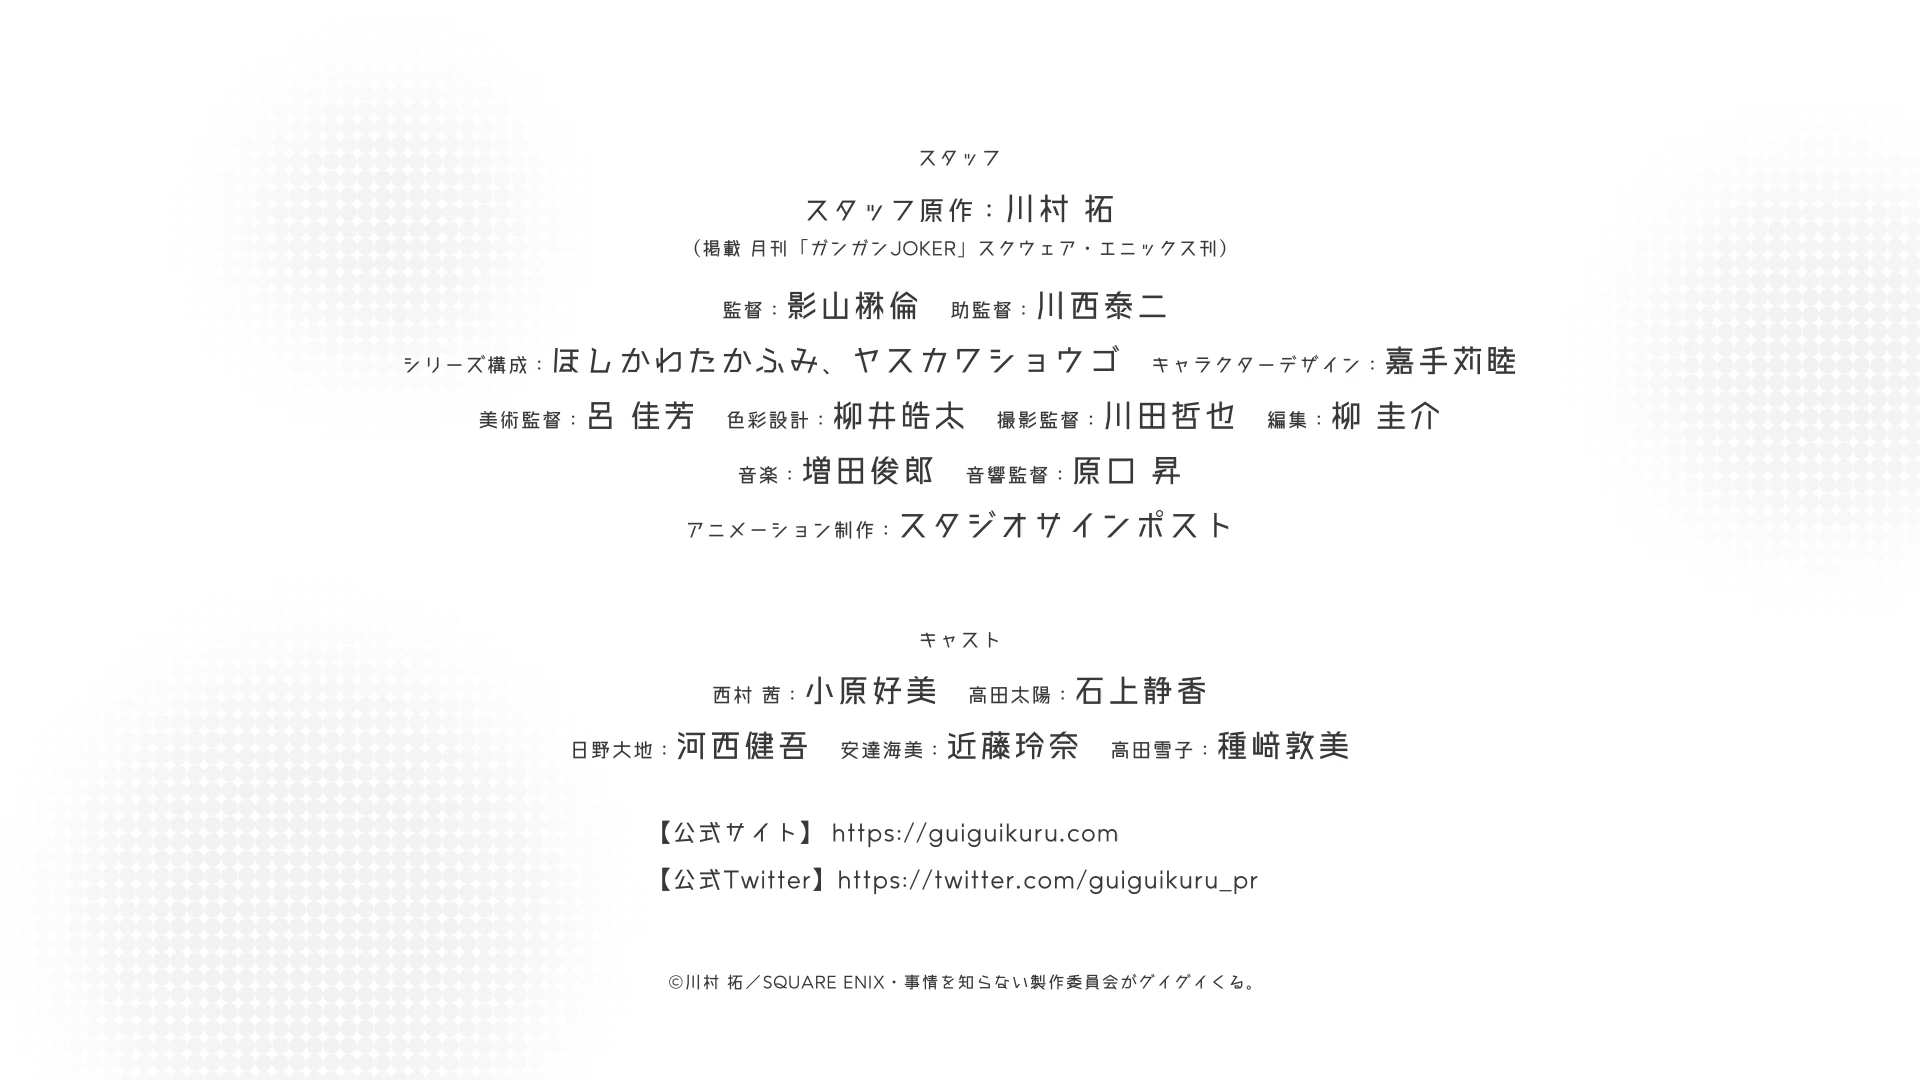 スタッフ
スタッフ原作：川村 拓
（掲載 月刊「ガンガンJOKER」スクウェア・エニックス刊）
監督：影山楙倫　助監督：川西泰二
シリーズ構成：ほしかわたかふみ、ヤスカワショウゴ　キャラクターデザイン：嘉手苅睦
美術監督：呂 佳芳　色彩設計：柳井皓太　撮影監督：川田哲也　編集：柳 圭介
音楽：増田俊郎　音響監督：原口 昇
アニメーション制作：スタジオサインポスト
キャスト
西村 茜：小原好美　高田太陽：石上静香
日野大地：河西健吾　安達海美：近藤玲奈　高田雪子：種﨑敦美
【公式サイト】 https://guiguikuru.com
【公式Twitter】https://twitter.com/guiguikuru_pr
©川村 拓／SQUARE ENIX・事情を知らない製作委員会がグイグイくる。